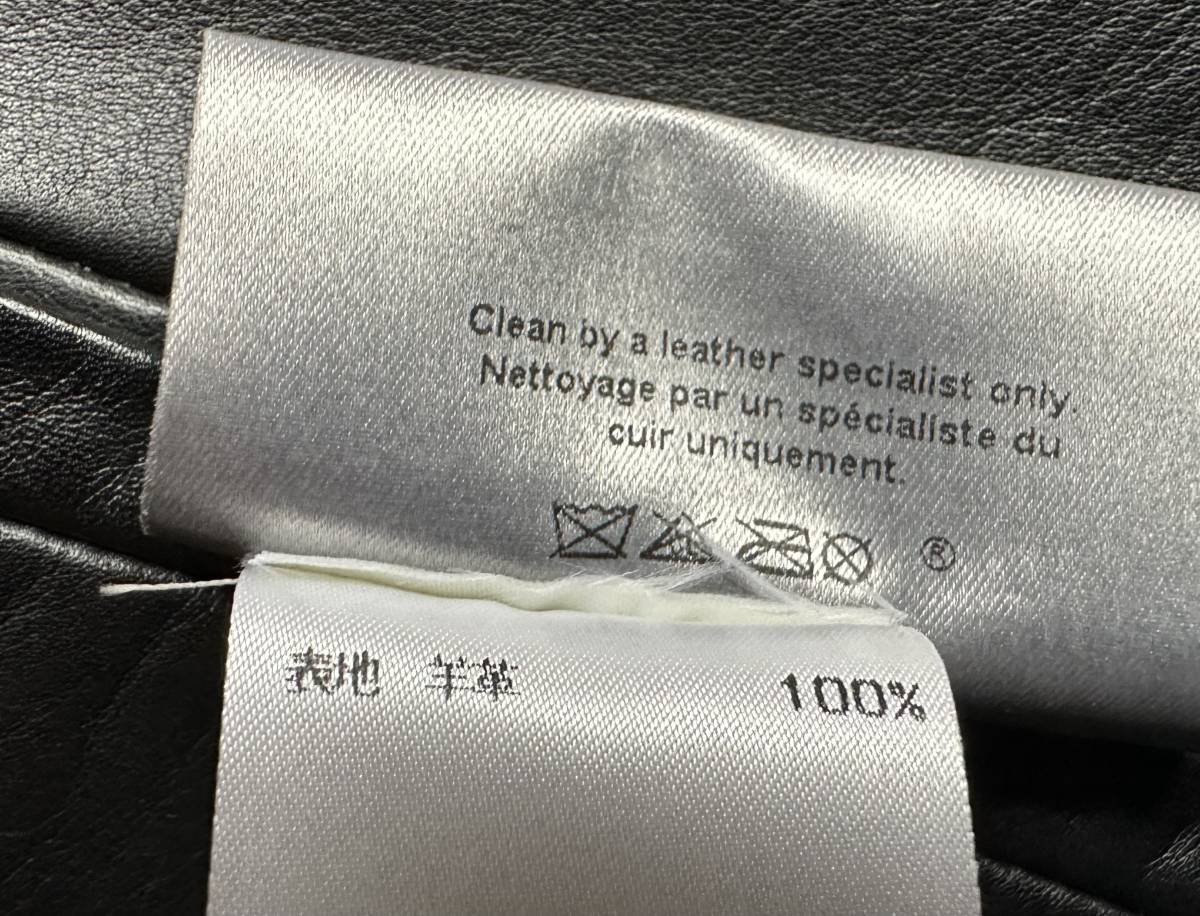 Clean by a leather specialist only.
Nettoyage par un spécialiste du
cuir uniquement.
®
表地 羊革 100%